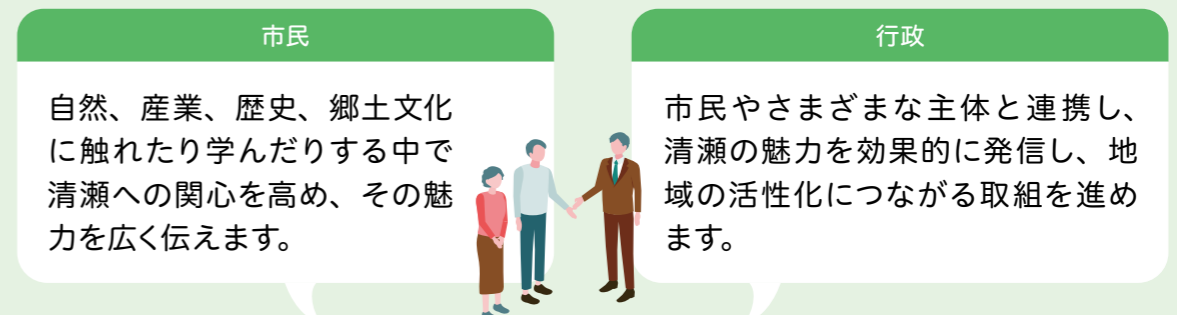 市民
自然、産業、歴史、郷土文化
に触れたり学んだりする中で
清瀬への関心を高め、その魅
力を広く伝えます。
行政
市民やさまざまな主体と連携し、
清瀬の魅力を効果的に発信し、地
域の活性化につながる取組を進め
ます。